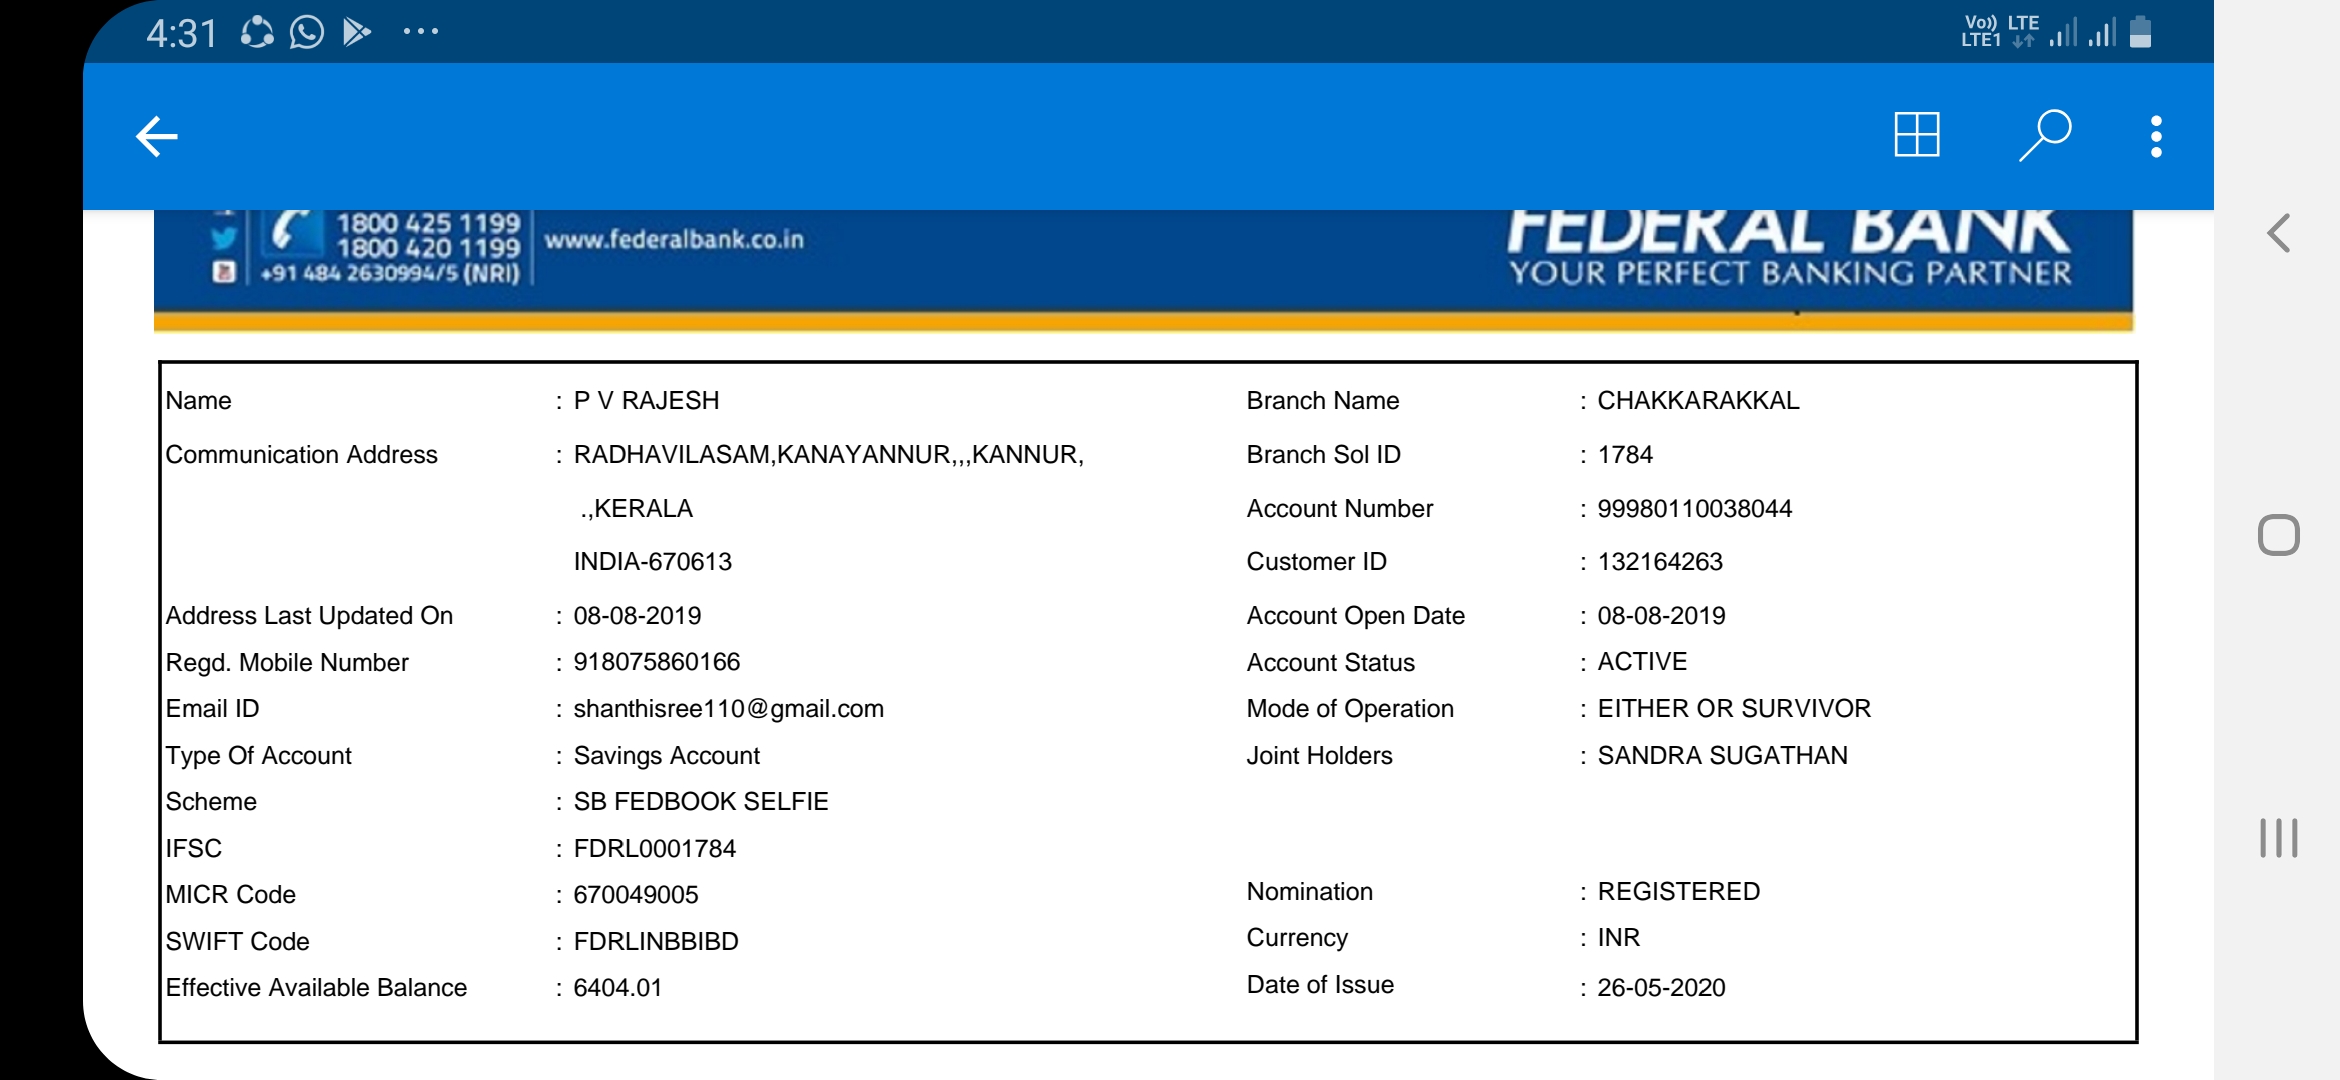 4:31
Vo)) LTE
LTE1
1800 425 1199
1800 420 1199
+91 484 2630994/5 (NRI)
www.federalbank.co.in
FEDERAL BANK
YOUR PERFECT BANKING PARTNER
Name : P V RAJESH Branch Name : CHAKKARAKKAL
Communication Address : RADHAVILASAM,KANAYANNUR,,,KANNUR, Branch Sol ID : 1784
.,KERALA Account Number : 99980110038044
INDIA-670613 Customer ID : 132164263
Address Last Updated On : 08-08-2019 Account Open Date : 08-08-2019
Regd. Mobile Number : 918075860166 Account Status : ACTIVE
Email ID : shanthisree110@gmail.com Mode of Operation : EITHER OR SURVIVOR
Type Of Account : Savings Account Joint Holders : SANDRA SUGATHAN
Scheme : SB FEDBOOK SELFIE
IFSC : FDRL0001784
MICR Code : 670049005 Nomination : REGISTERED
SWIFT Code : FDRLINBBIBD Currency : INR
Effective Available Balance : 6404.01 Date of Issue : 26-05-2020